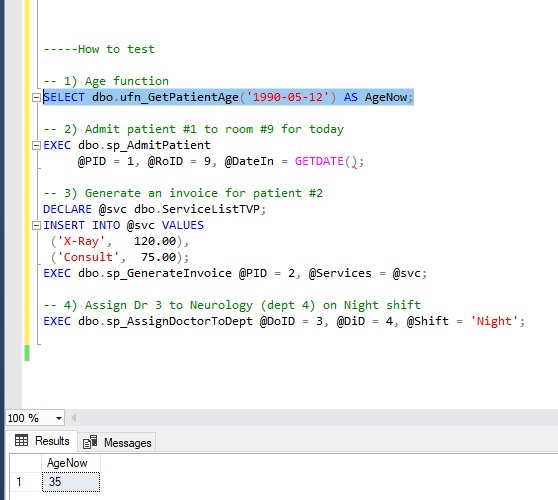 -----How to test
-- 1) Age function
SELECT dbo.ufn_GetPatientAge('1990-05-12') AS AgeNow;
-- 2) Admit patient #1 to room #9 for today
EXEC dbo.sp_AdmitPatient
@PID = 1, @RoID = 9, @DateIn = GETDATE();
-- 3) Generate an invoice for patient #2
DECLARE @svc dbo.ServiceListTVP;
INSERT INTO @svc VALUES
('X-Ray',   120.00),
('Consult',  75.00);
EXEC dbo.sp_GenerateInvoice @PID = 2, @Services = @svc;
-- 4) Assign Dr 3 to Neurology (dept 4) on Night shift
EXEC dbo.sp_AssignDoctorToDept @DoID = 3, @DiD = 4, @Shift = 'Night';
100 %
Results Messages
AgeNow
1 35